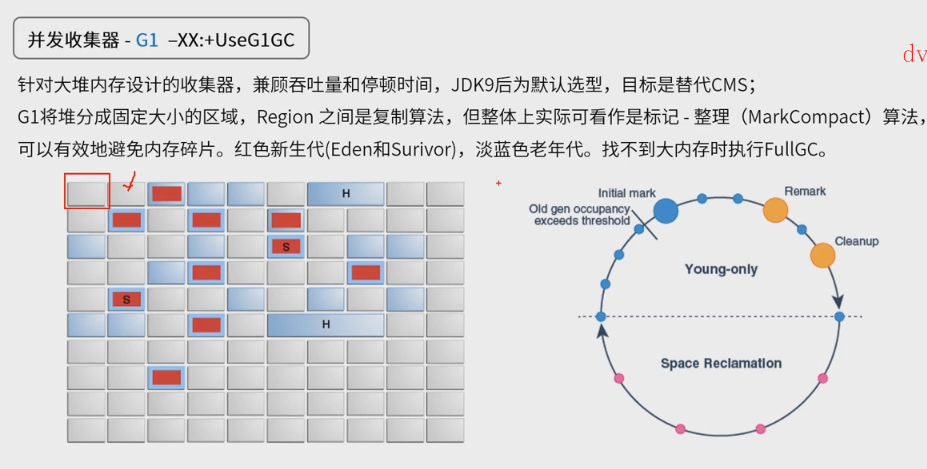 并发收集器 - G1 –XX:+UseG1GC
dv
针对大堆内存设计的收集器，兼顾吞吐量和停顿时间，JDK9后为默认选型，目标是替代CMS；
G1将堆分成固定大小的区域，Region 之间是复制算法，但整体上实际可看作是标记 - 整理（MarkCompact）算法，
可以有效地避免内存碎片。红色新生代(Eden和Surivor)，淡蓝色老年代。找不到大内存时执行FullGC。
H
S
S
H
Initial mark
Remark
Old gen occupancy
exceeds threshold
Cleanup
Young-only
Space Reclamation